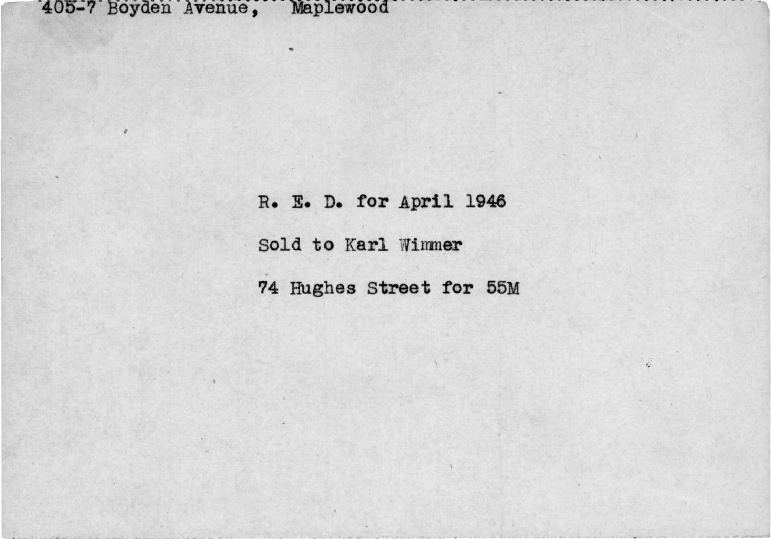 405-7 Boyden Avenue, Maplewood
R. E. D. for April 1946
Sold to Karl Wimmer
74 Hughes Street for 55M